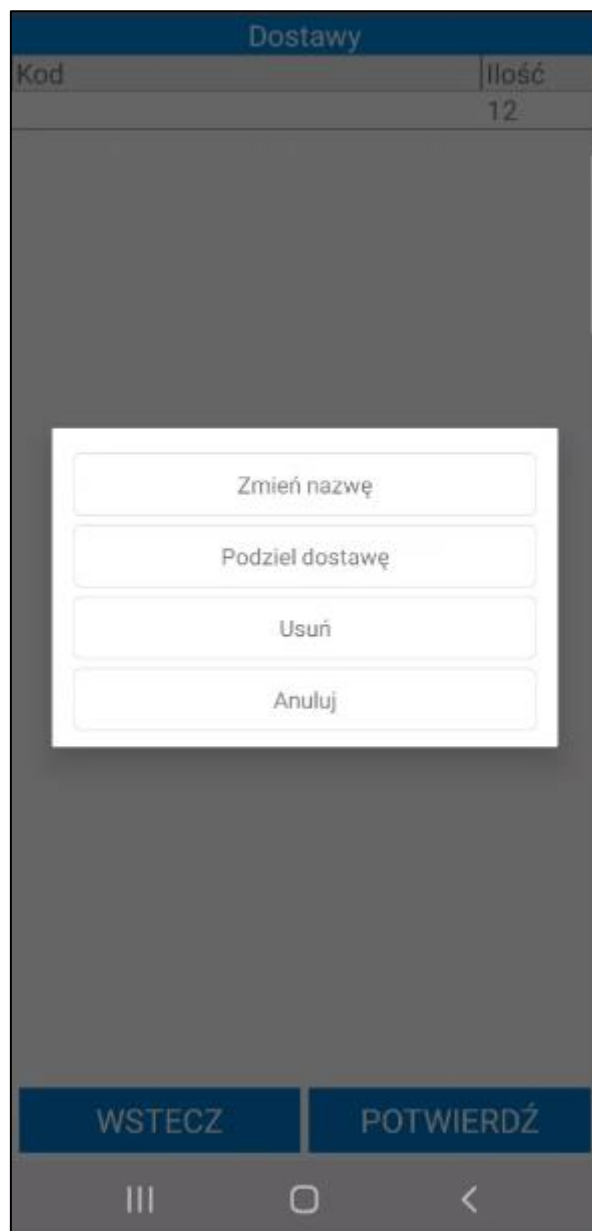 Dostawy
Kod Ilość
12
Zmień nazwę
Podziel dostawę
Usuń
Anuluj
WSTECZ POTWIERDŹ